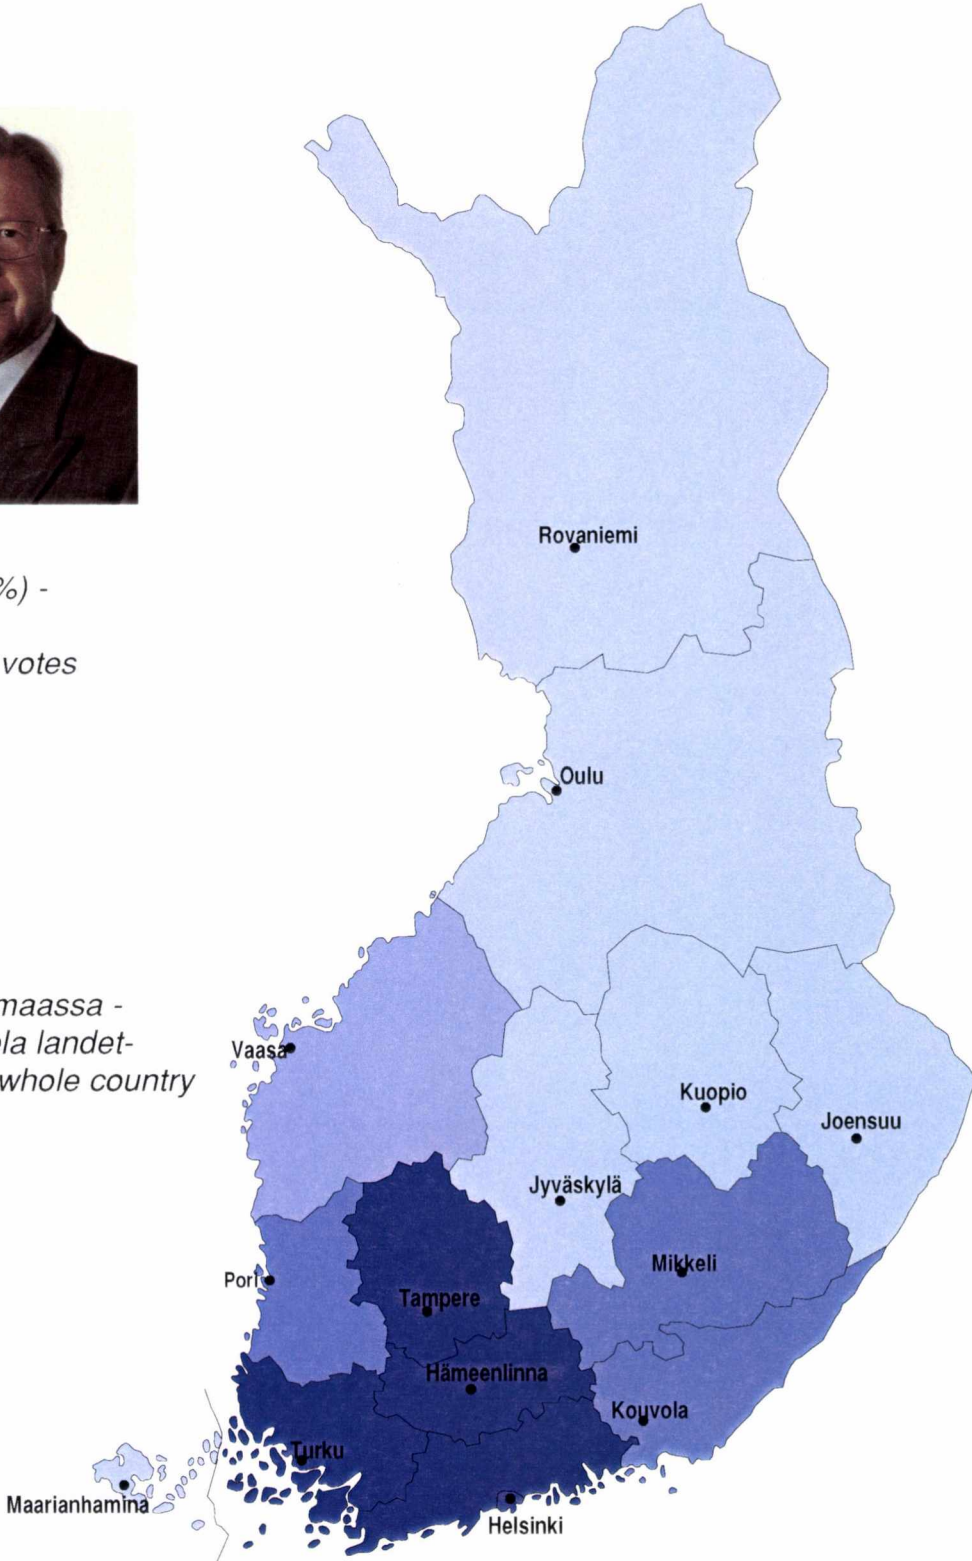 %) -
votes
maassa -
la landet-
whole country
Rovaniemi
Oulu
Vaasa
Kuopio
Joensuu
Jyväskylä
Mikkeli
Pori
Tampere
Hämeenlinna
Kouvola
Turku
Maarianhamina
Helsinki